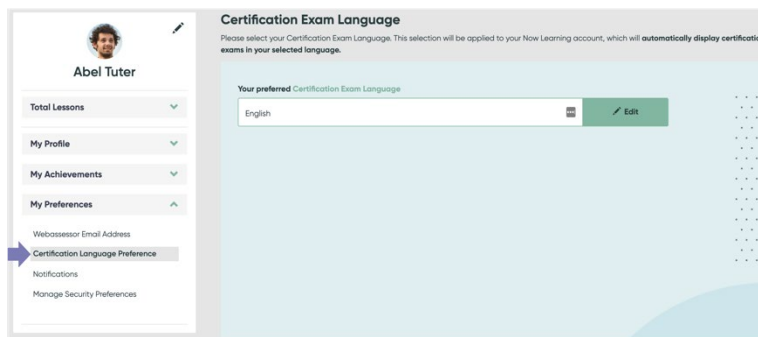 Abel Tuter
Total Lessons
My Profile
My Achievements
My Preferences
Webassessor Email Address
Certification Language Preference
Notifications
Manage Security Preferences
Certification Exam Language
Please select your Certification Exam Language. This selection will be applied to your Now Learning account, which will automatically display certificatio
exams in your selected language.
Your preferred Certification Exam Language
English
Edit